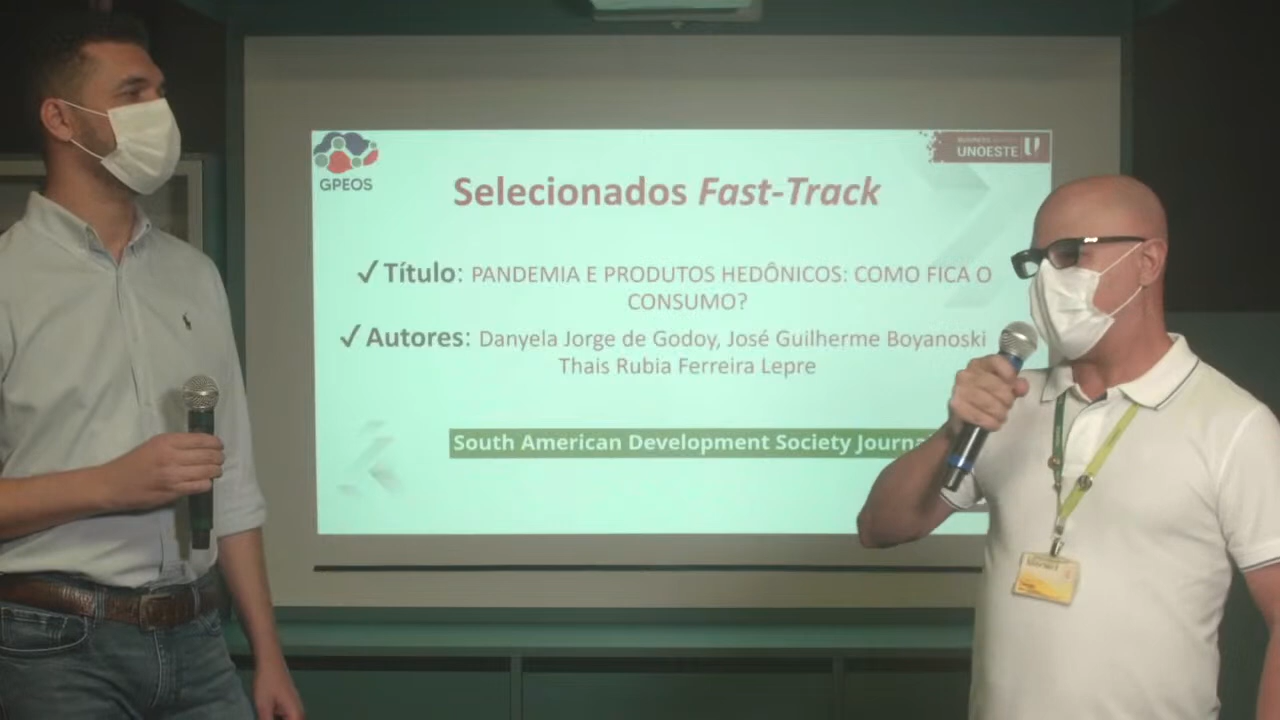 GPEOS
UNOESTE
Selecionados Fast-Track
✓ Título: PANDEMIA E PRODUTOS HEDÔNICOS: COMO FICA O
CONSUMO?
✓ Autores: Danyela Jorge de Godoy, José Guilherme Boyanoski
Thais Rubia Ferreira Lepre
South American Development Society Journa